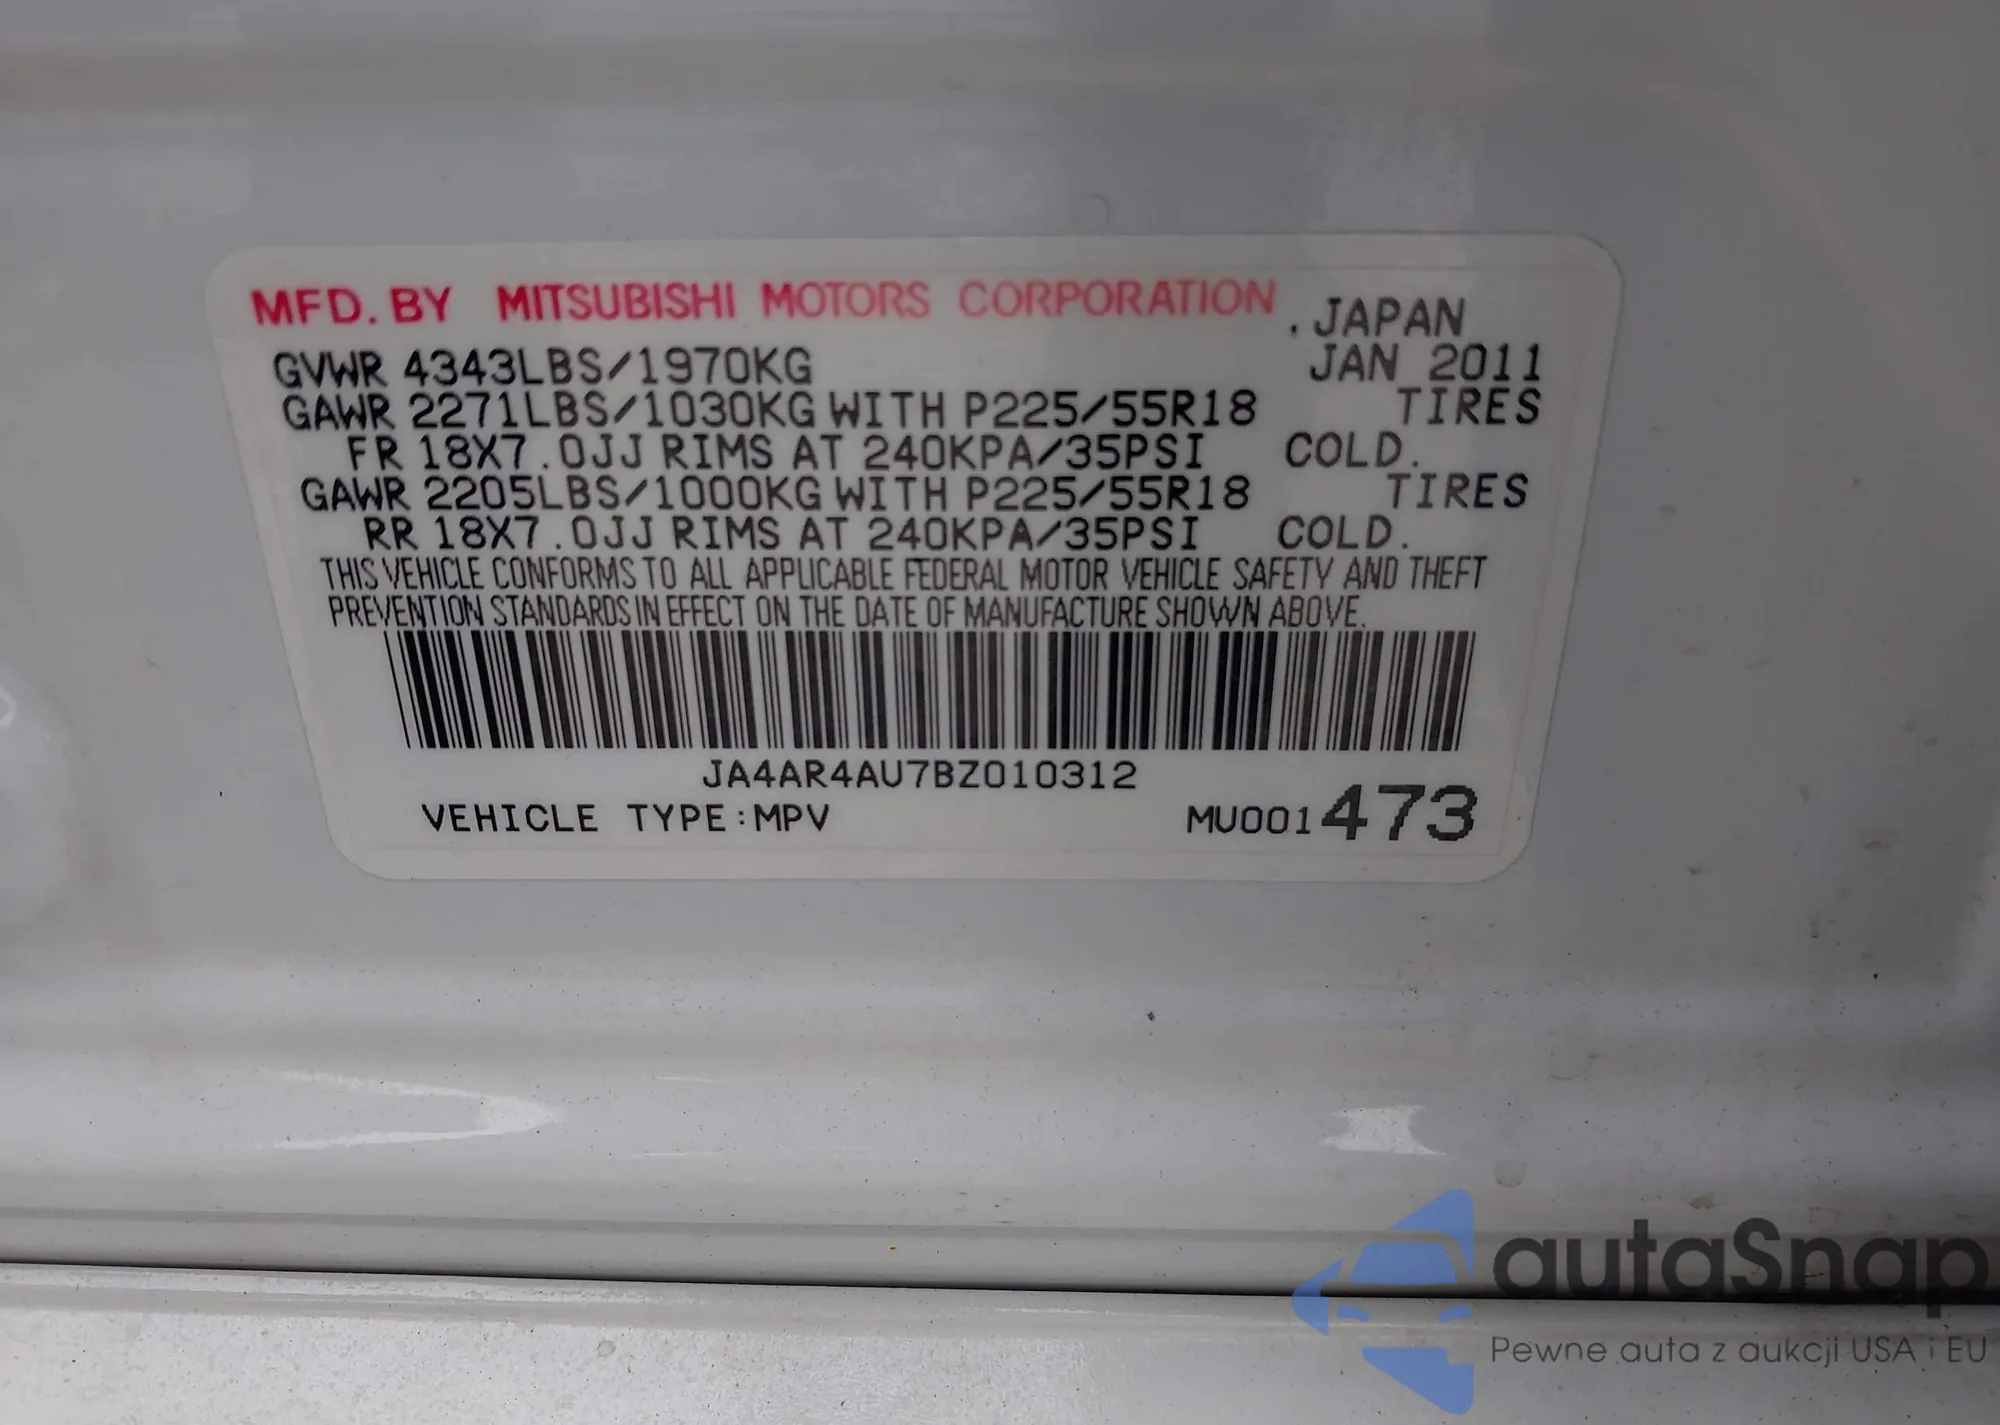 MFD. BY MITSUBISHI MOTORS CORPORATION. JAPAN
GVWR 4343LBS/1970KG JAN 2011
GAWR 2271LBS/1030KG WITH P225/55R18 TIRES
FR 18X7.0JJ RIMS AT 240KPA/35PSI COLD.
GAWR 2205LBS/1000KG WITH P225/55R18 TIRES
RR 18X7.0JJ RIMS AT 240KPA/35PSI COLD.
THIS VEHICLE CONFORMS TO ALL APPLICABLE FEDERAL MOTOR VEHICLE SAFETY AND THEFT
PREVENTION STANDARDS IN EFFECT ON THE DATE OF MANUFACTURE SHOWN ABOVE.
JA4AR4AU7BZ010312
VEHICLE TYPE:MPV MU001473
autaSnap
Pewne auta z aukcji USA i EU